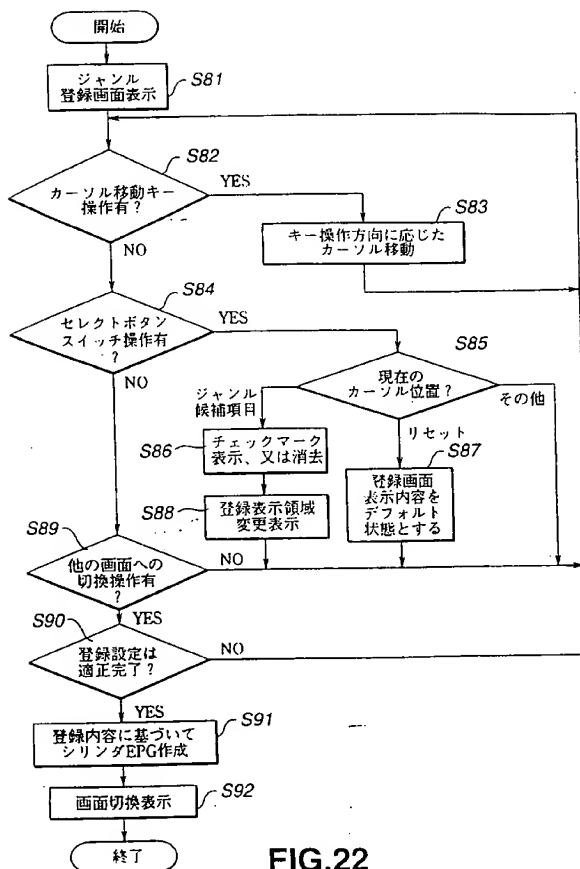 開始
ジャンル
登録画面表示
S81
S82
カーソル移動キー
操作有?
YES
S83
キー操作方向に応じた
カーソル移動
NO
S84
セレクトボタン
スイッチ操作有
?
YES
S85
現在の
カーソル位置?
NO
ジャンル
候補項目
その他
リセット
S86
チェックマーク
表示、又は消去
S87
登録画面
表示内容を
デフォルト
状態とする
S88
登録表示領域
変更表示
S89
他の画面への
切換操作有
?
NO
YES
S90
登録設定は
適正完了?
NO
YES
S91
登録内容に基づいて
シリンダEPG作成
S92
画面切換表示
終了
FIG.22